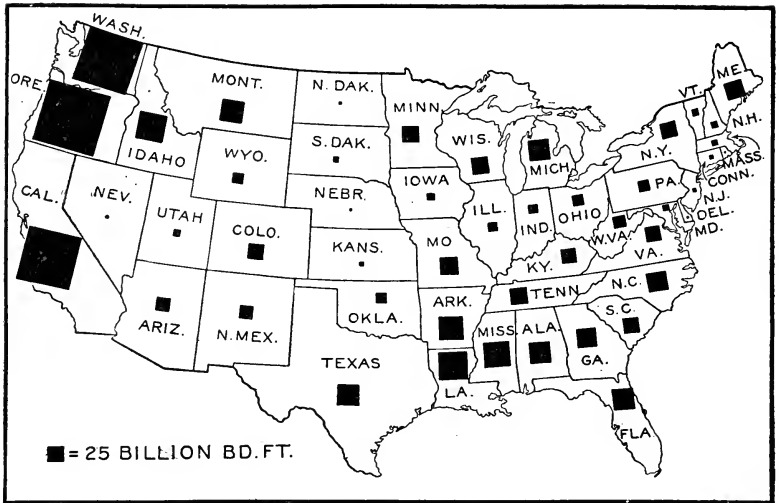 WASH.
ORE.
MONT.
IDAHO
N. DAK.
MINN.
VT.
ME.
N.H.
S. DAK.
WIS.
MICH.
N.Y.
MASS.
CONN.
WYO.
CAL.
NEV.
UTAH
COLO.
NEBR.
IOWA
ILL.
IND.
OHIO
PA.
N.J.
OEL.
MD.
W.VA.
VA.
KANS.
MO
KY.
ARIZ.
N.MEX.
OKLA.
ARK.
TENN
N.C.
S.C.
TEXAS
LA.
MISS.
ALA.
GA.
FLA
= 25 BILLION BD.FT.